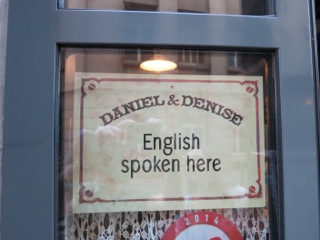 DANIEL & DENISE
English
spoken here
2014